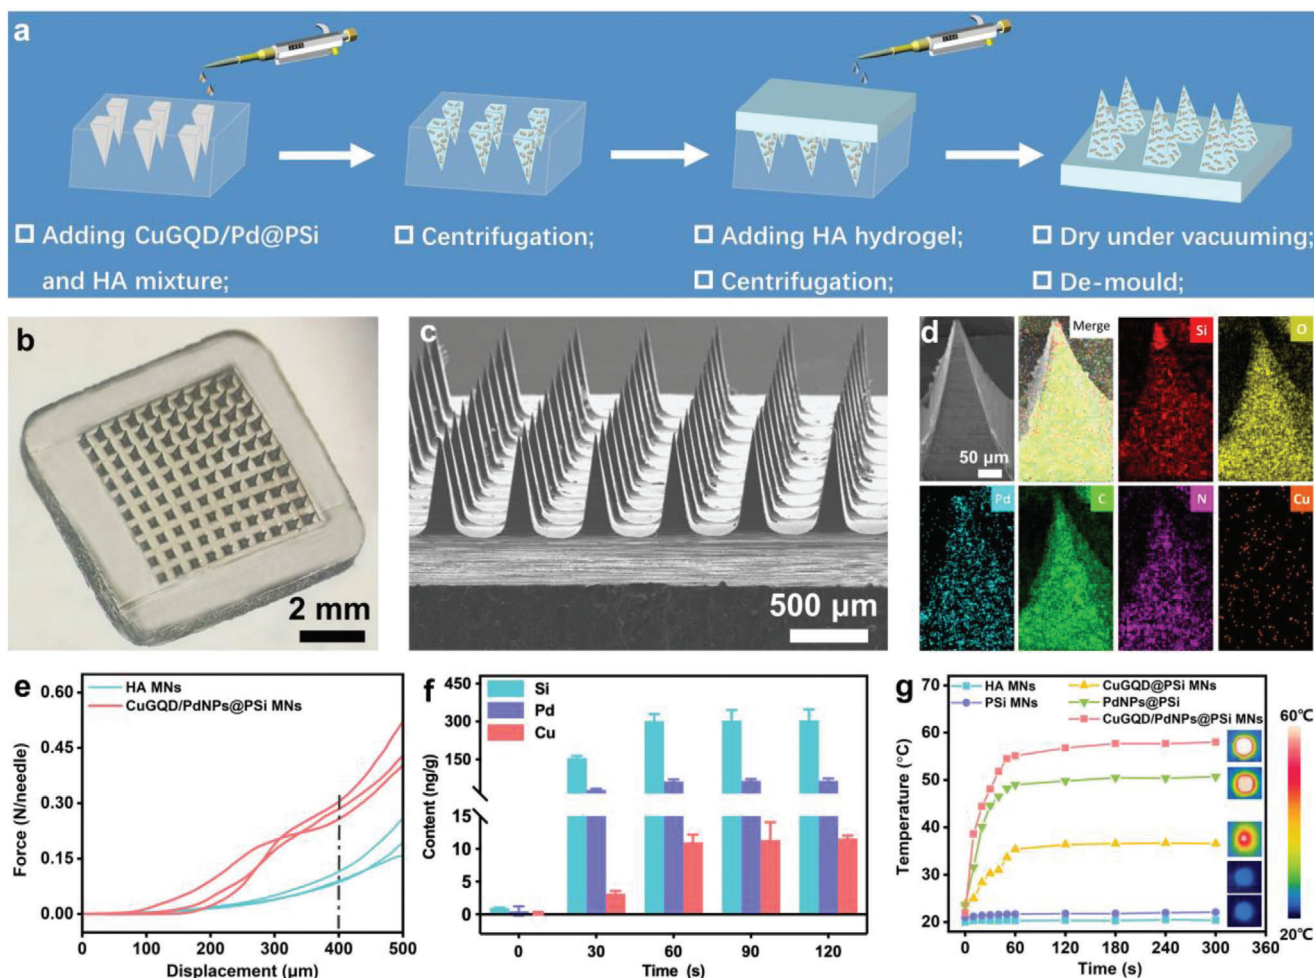 a
Adding CuGQD/Pd@PSi
and HA mixture;
Centrifugation;
Adding HA hydrogel;
Centrifugation;
Dry under vacuuming;
De-mould;
b
2 mm
c
500 μm
d
50 μm
Merge
Si
O
Pd
C
N
Cu
e
HA MNs
CuGQD/PdNPs@PSi MNs
0.60
0.45
0.30
0.15
0.00
Force (N/needle)
0
100
200
300
400
500
Displacement (μm)
f
Si
Pd
Cu
450
300
150
15
10
5
0
Content (ng/g)
0
30
60
90
120
Time (s)
g
HA MNs
PSi MNs
CuGQD@PSi MNs
PdNPs@PSi
CuGQD/PdNPs@PSi MNs
70
60
50
40
30
20
Temperature (°C)
0
60
120
180
240
300
360
Time (s)
60℃
20℃